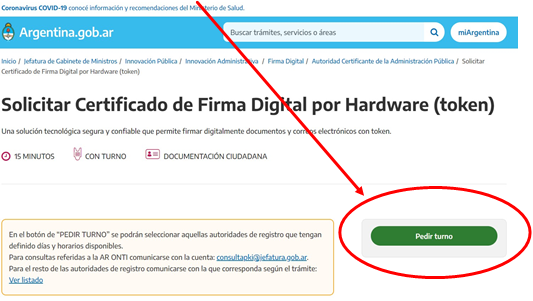 Coronavirus COVID-19 conocé información y recomendaciones del Ministerio de Salud.
Argentina.gob.ar
Buscar trámites, servicios o áreas
miArgentina
Inicio / Jefatura de Gabinete de Ministros / Innovación Pública / Innovación Administrativa / Firma Digital / Autoridad Certificante de la Administración Pública / Solicitar
Certificado de Firma Digital por Hardware (token)
Solicitar Certificado de Firma Digital por Hardware (token)
Una solución tecnológica segura y confiable que permite firmar digitalmente documentos y correos electrónicos con token.
15 MINUTOS CON TURNO DOCUMENTACIÓN CIUDADANA
En el botón de “PEDIR TURNO” se podrán seleccionar aquellas autoridades de registro que tengan
definido días y horarios disponibles.
Para consultas referidas a la AR ONTI comunicarse con la cuenta: consultapki@jefatura.gob.ar.
Para el resto de las autoridades de registro comunicarse con la que corresponda según el trámite:
Ver listado
Pedir turno